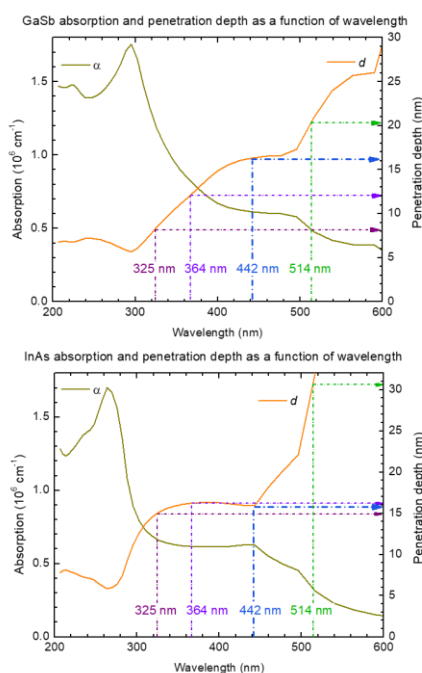 GaSb absorption and penetration depth as a function of wavelength
α
d
Absorption (10⁶ cm⁻¹)
Penetration depth (nm)
1.5
1.0
0.5
0.0
30
25
20
15
10
5
0
325 nm
364 nm
442 nm
514 nm
200
300
400
500
600
Wavelength (nm)
InAs absorption and penetration depth as a function of wavelength
α
d
Absorption (10⁶ cm⁻¹)
Penetration depth (nm)
1.5
1.0
0.5
0.0
30
25
20
15
10
5
0
325 nm
364 nm
442 nm
514 nm
200
300
400
500
600
Wavelength (nm)